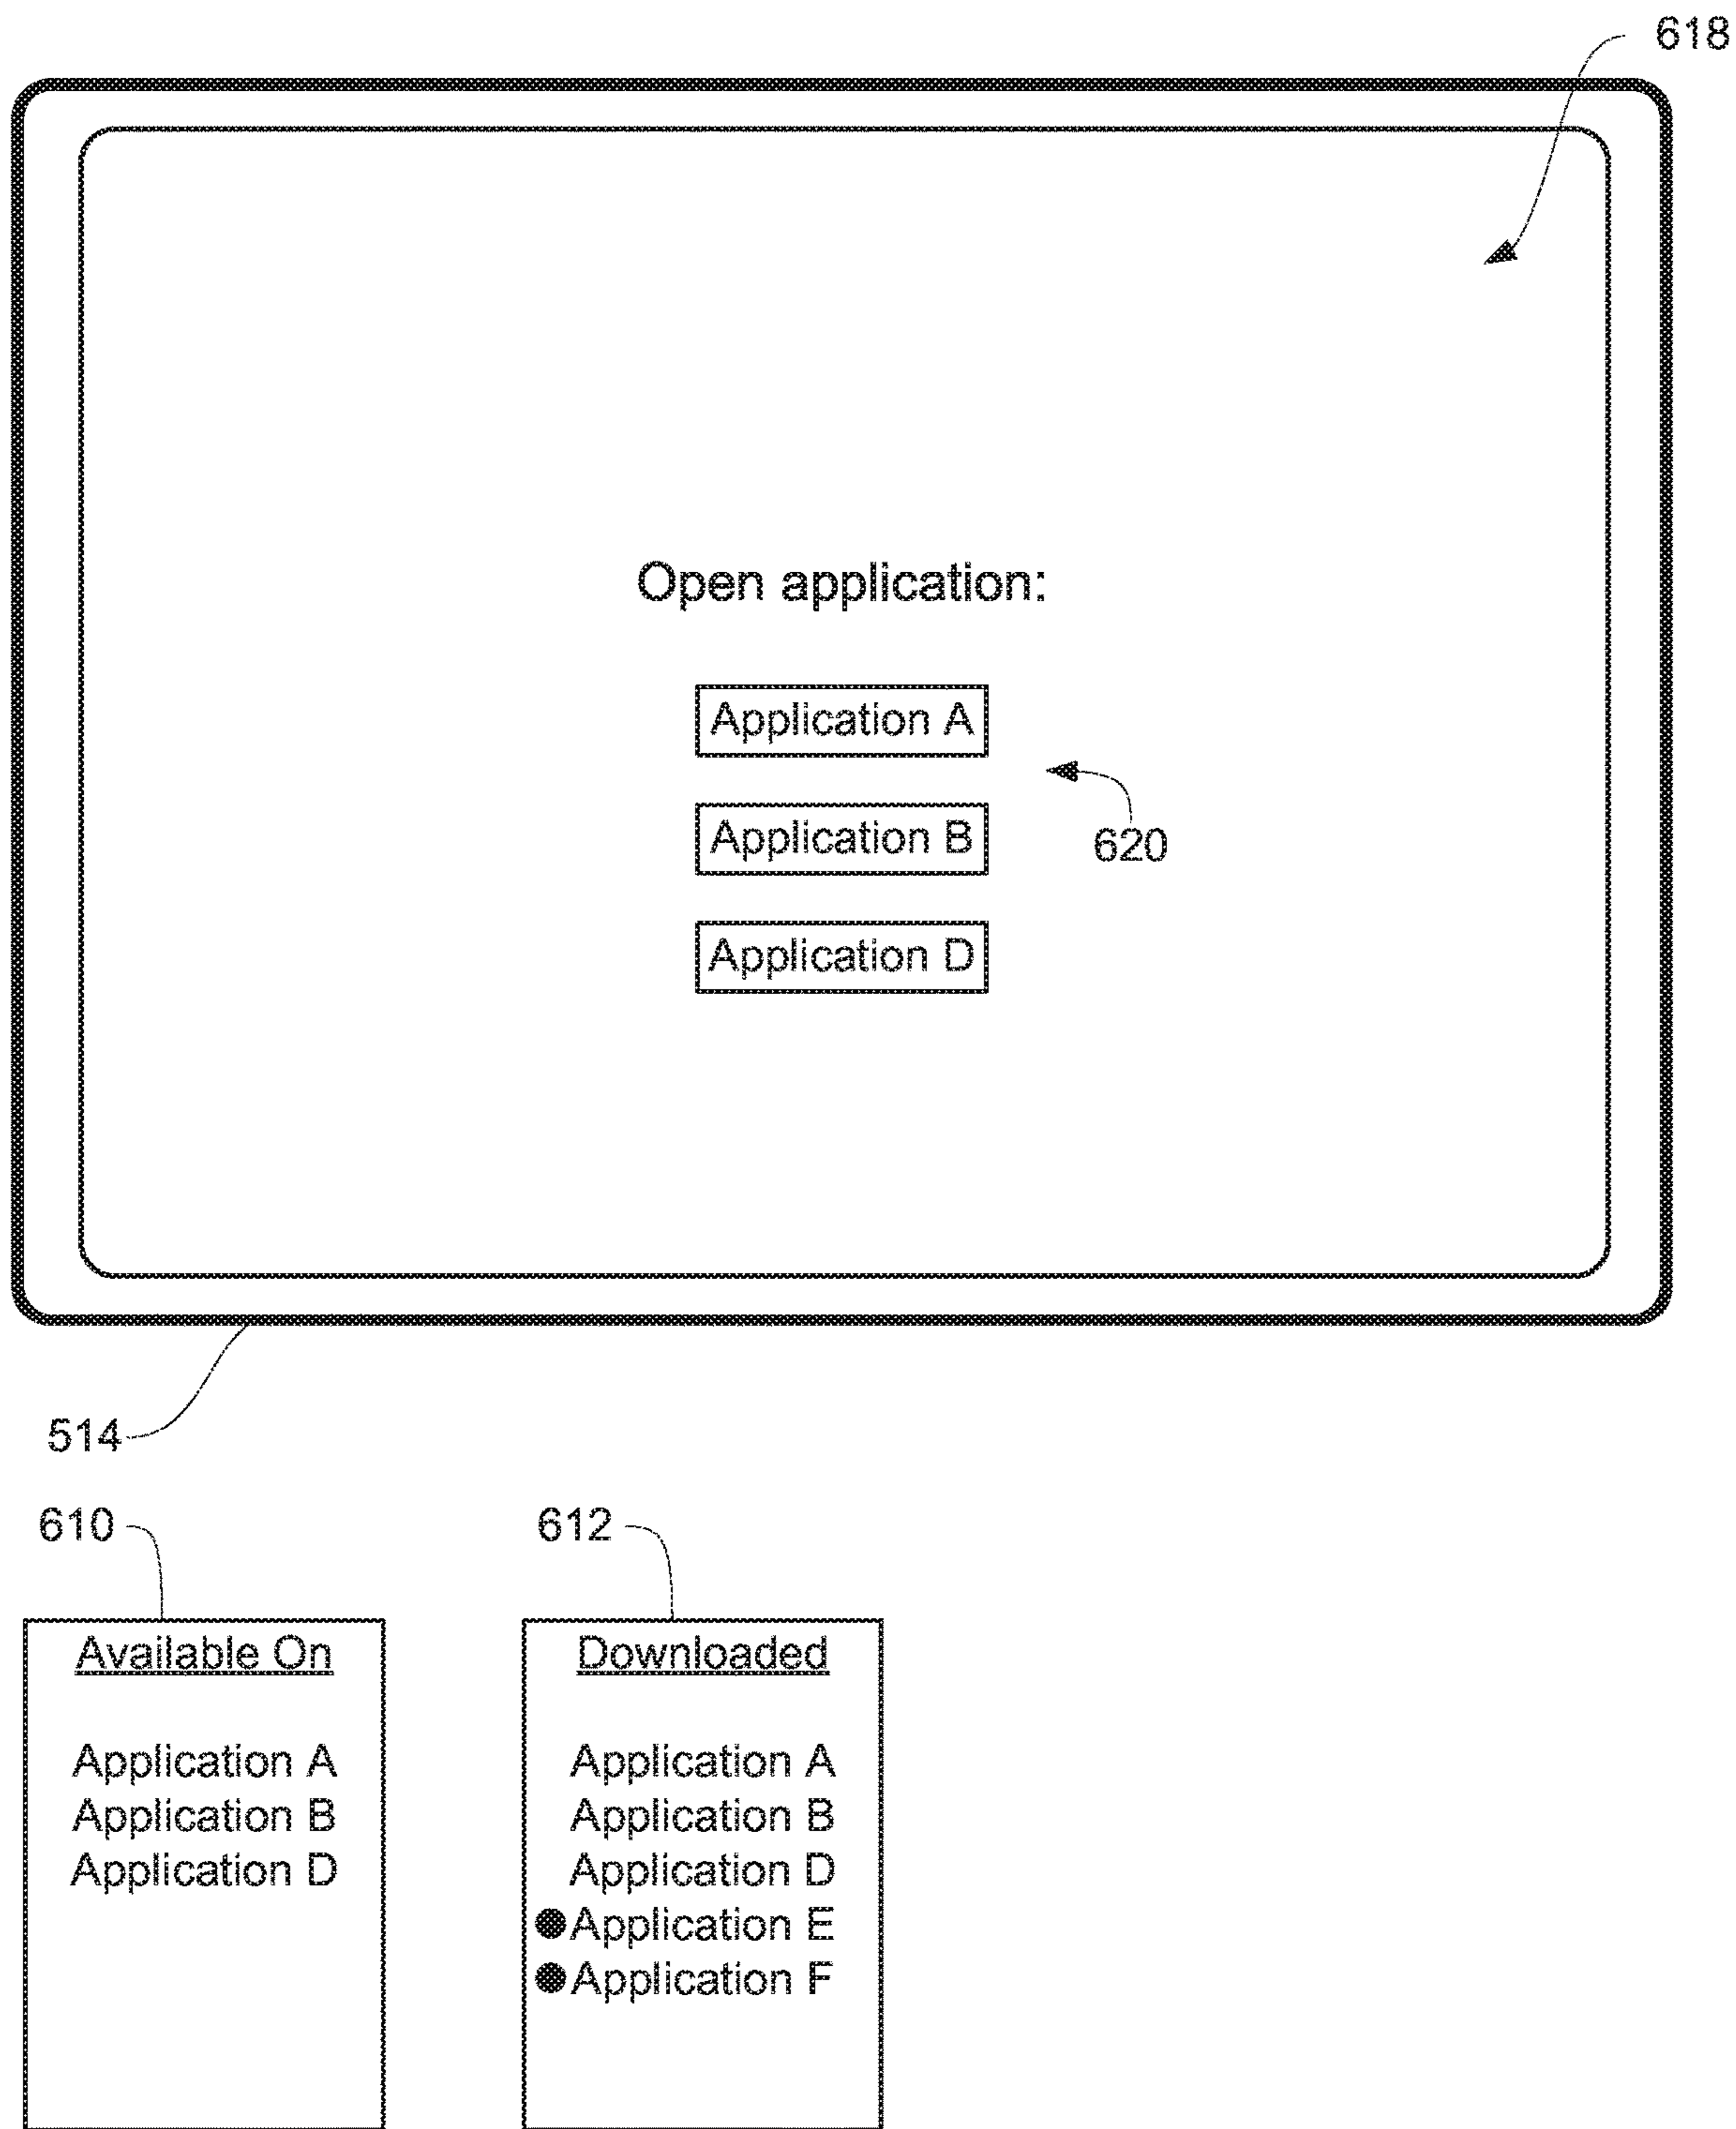 618
Open application:
Application A
Application B
620
Application D
514
610
612
Available On
Application A
Application B
Application D
Downloaded
Application A
Application B
Application D
Application E
Application F